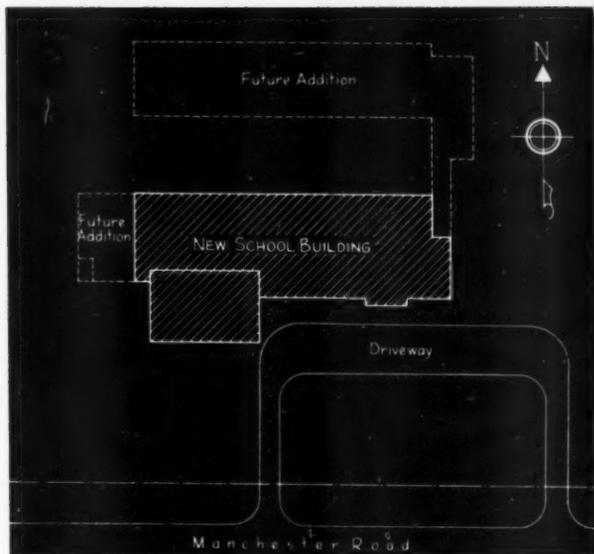 Future Addition
N
Future
Addition
NEW SCHOOL BUILDING
Driveway
Manchester Road